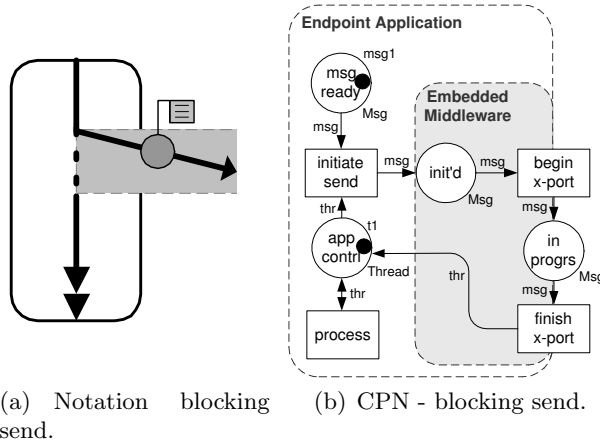 Endpoint Application
msg1
msg
ready
Msg
Embedded
Middleware
msg
initiate
send
msg
init'd
msg
Msg
begin
x-port
thr
msg
t1
app
contrl
Thread
in
progrs
Msg
thr
thr
msg
process
finish
x-port
(a) Notation blocking
send.
(b) CPN - blocking send.